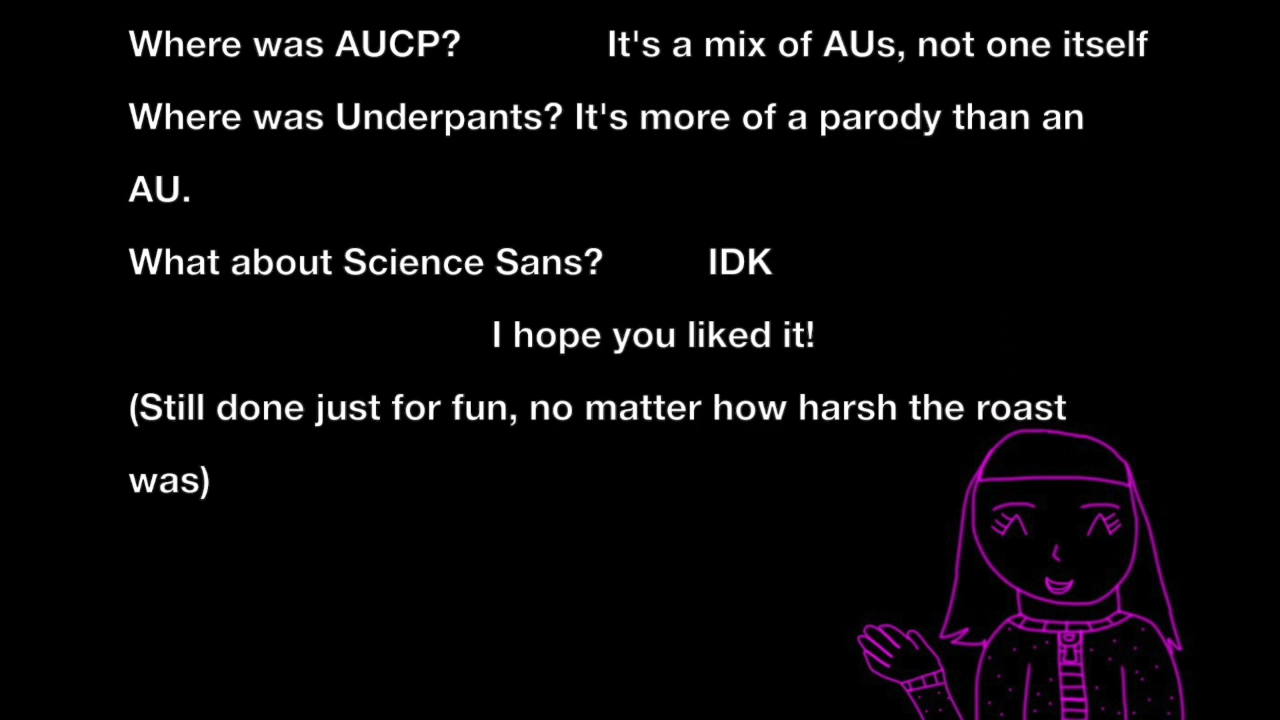 Where was AUCP? It's a mix of AUs, not one itself
Where was Underpants? It's more of a parody than an
AU.
What about Science Sans? IDK
I hope you liked it!
(Still done just for fun, no matter how harsh the roast
was)